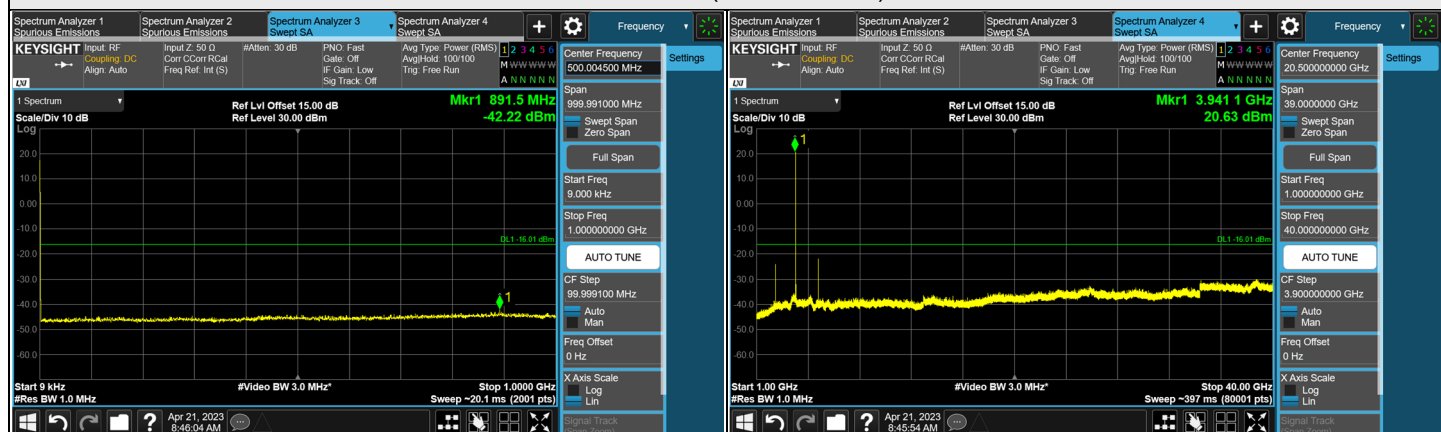 Spectrum Analyzer 1
Spurious Emissions
Spectrum Analyzer 2
Spurious Emissions
Spectrum Analyzer 3
Swept SA
Spectrum Analyzer 4
Swept SA
+
Frequency
KEYSIGHT
Input: RF
Coupling: DC
Align: Auto
Input Z: 50 Ω
Corr CCorr RCal
Freq Ref: Int (S)
#Atten: 30 dB
PNO: Fast
Gate: Off
IF Gain: Low
Sig Track: Off
Avg Type: Power (RMS)
Avg|Hold: 100/100
Trig: Free Run
1 2 3 4 5 6
M W W W W W
A N N N N N
LXI
1 Spectrum
Scale/Div 10 dB
Log
Ref Lvl Offset 15.00 dB
Ref Level 30.00 dBm
Mkr1 891.5 MHz
-42.22 dBm
1
20.0
10.0
0.00
-10.0
-20.0
-30.0
-40.0
-50.0
-60.0
DL1 -16.01 dBm
Start 9 kHz
#Res BW 1.0 MHz
#Video BW 3.0 MHz*
Stop 1.0000 GHz
Sweep ~20.1 ms (2001 pts)
Apr 21, 2023
8:46:04 AM
?
Center Frequency
500.004500 MHz
Settings
Span
999.991000 MHz
Swept Span
Zero Span
Full Span
Start Freq
9.000 kHz
Stop Freq
1.000000000 GHz
AUTO TUNE
CF Step
99.999100 MHz
Auto
Man
Freq Offset
0 Hz
X Axis Scale
Log
Lin
Signal Track
(Span Zoom)
Spectrum Analyzer 1
Spurious Emissions
Spectrum Analyzer 2
Spurious Emissions
Spectrum Analyzer 3
Swept SA
Spectrum Analyzer 4
Swept SA
+
Frequency
KEYSIGHT
Input: RF
Coupling: DC
Align: Auto
Input Z: 50 Ω
Corr CCorr RCal
Freq Ref: Int (S)
#Atten: 30 dB
PNO: Fast
Gate: Off
IF Gain: Low
Sig Track: Off
Avg Type: Power (RMS)
Avg|Hold: 100/100
Trig: Free Run
1 2 3 4 5 6
M W W W W W
A N N N N N
LXI
1 Spectrum
Scale/Div 10 dB
Log
Ref Lvl Offset 15.00 dB
Ref Level 30.00 dBm
Mkr1 3.941 1 GHz
20.63 dBm
1
20.0
10.0
0.00
-10.0
-20.0
-30.0
-40.0
-50.0
-60.0
DL1 -16.01 dBm
Start 1.00 GHz
#Res BW 1.0 MHz
#Video BW 3.0 MHz*
Stop 40.00 GHz
Sweep ~397 ms (80001 pts)
Apr 21, 2023
8:45:54 AM
?
Center Frequency
20.500000000 GHz
Settings
Span
39.0000000 GHz
Swept Span
Zero Span
Full Span
Start Freq
1.000000000 GHz
Stop Freq
40.000000000 GHz
AUTO TUNE
CF Step
3.900000000 GHz
Auto
Man
Freq Offset
0 Hz
X Axis Scale
Log
Lin
Signal Track
(Span Zoom)